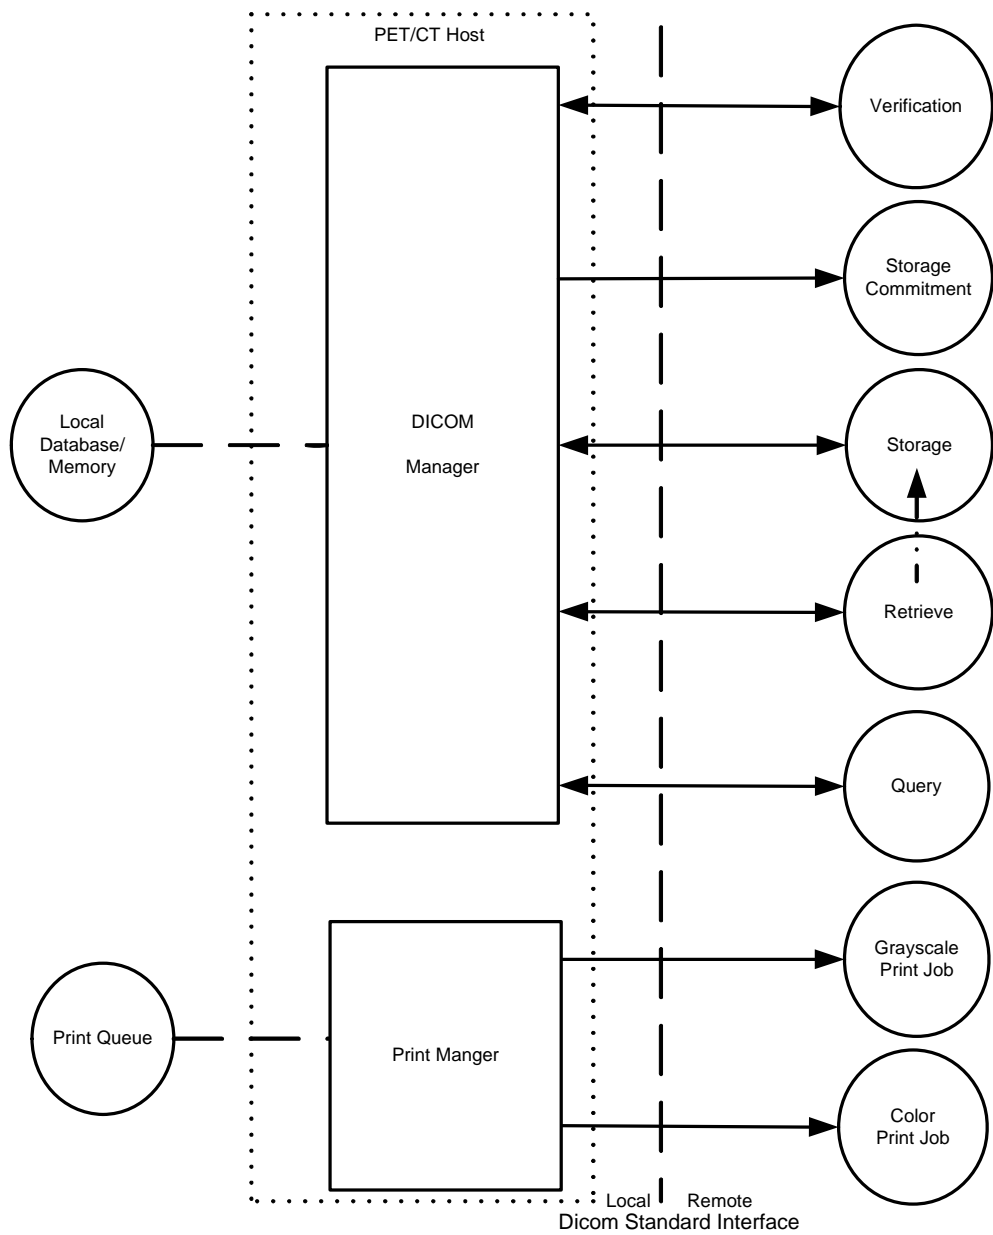 PET/CT Host
Verification
Storage
Commitment
Local
Database/
Memory
DICOM
Manager
Storage
Retrieve
Query
Grayscale
Print Job
Print Queue
Print Manger
Color
Print Job
Local
Remote
Dicom Standard Interface